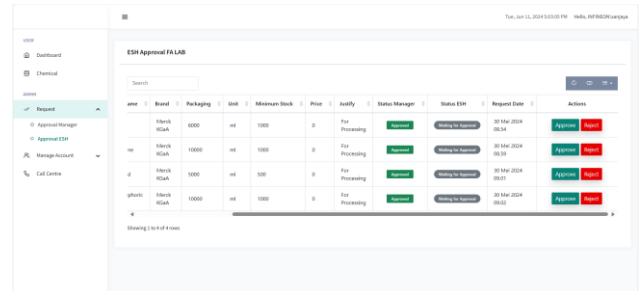 Tue, Jun 11, 2024 5:03:05 PM Hello, INFINEON\sanjaya
USER
Dashboard
Chemical
ADMIN
Request
Approval Manager
Approval ESH
Manage Account
Call Centre
ESH Approval FA LAB
Search
ame Brand Packaging Unit Minimum Stock Price Justify Status Manager Status ESH Request Date Actions
Merck KGaA 6000 ml 1000 0 For Processing Approved Waiting for Approval 30 Mei 2024 08:54 Approve Reject
ne Merck KGaA 10000 ml 1000 0 For Processing Approved Waiting for Approval 30 Mei 2024 08:59 Approve Reject
d Merck KGaA 5000 ml 500 0 For Processing Approved Waiting for Approval 30 Mei 2024 09:01 Approve Reject
phoric Merck KGaA 10000 ml 1000 0 For Processing Approved Waiting for Approval 30 Mei 2024 09:02 Approve Reject
Showing 1 to 4 of 4 rows